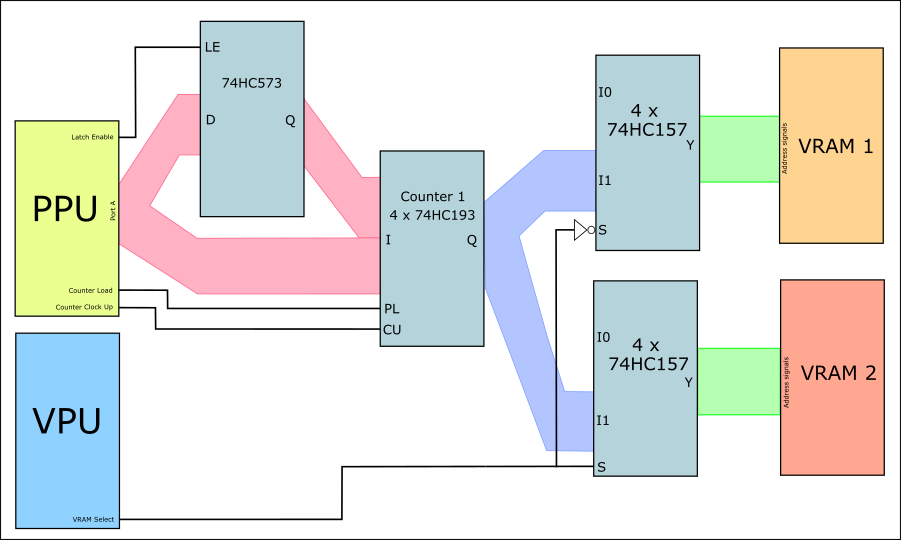 LE
74HC573
D
Q
PPU
Latch Enable
Port A
Counter Load
Counter Clock Up
Counter 1
4 x 74HC193
I
Q
PL
CU
I0
4 x
74HC157
Y
I1
S
Address signals
VRAM 1
I0
4 x
74HC157
Y
I1
S
Address signals
VRAM 2
VPU
VRAM Select